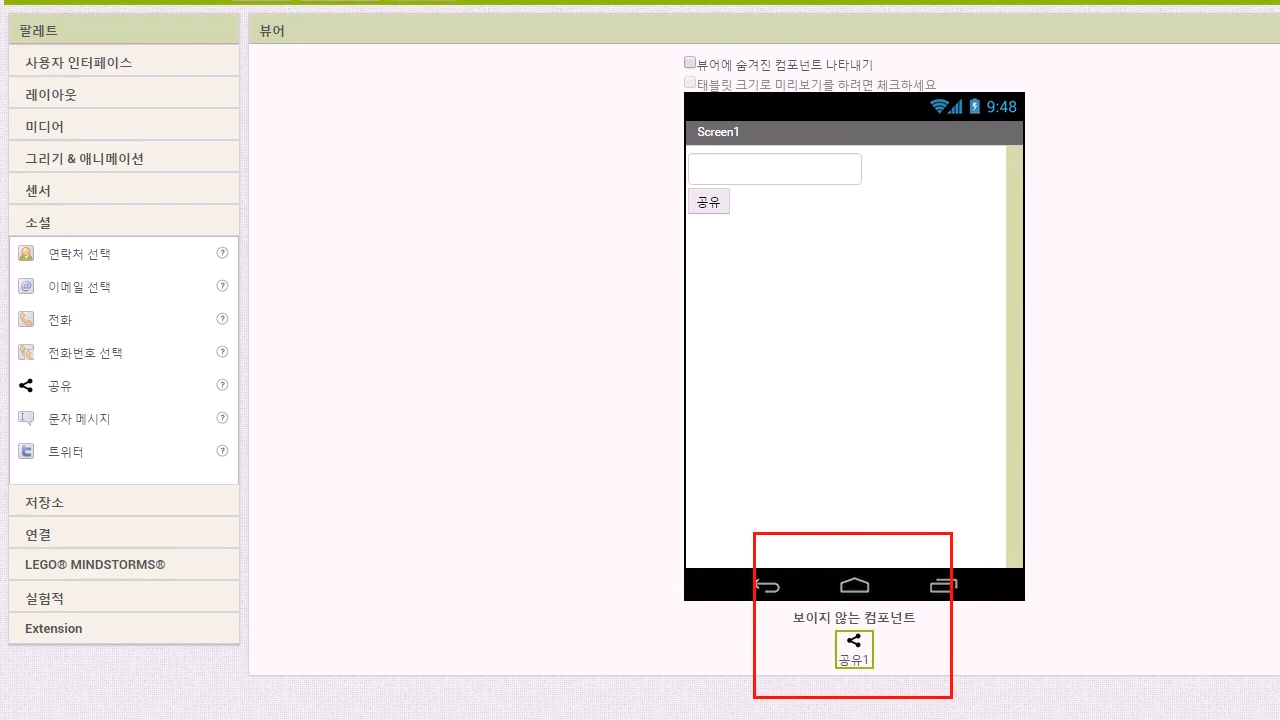 팔레트
사용자 인터페이스
레이아웃
미디어
그리기 & 애니메이션
센서
소셜
연락처 선택
이메일 선택
전화
전화번호 선택
공유
문자 메시지
트위터
저장소
연결
LEGO® MINDSTORMS®
실험적
Extension
뷰어
뷰어에 숨겨진 컴포넌트 나타내기
태블릿 크기로 미리보기를 하려면 체크하세요
9:48
Screen1
공유
보이지 않는 컴포넌트
공유1